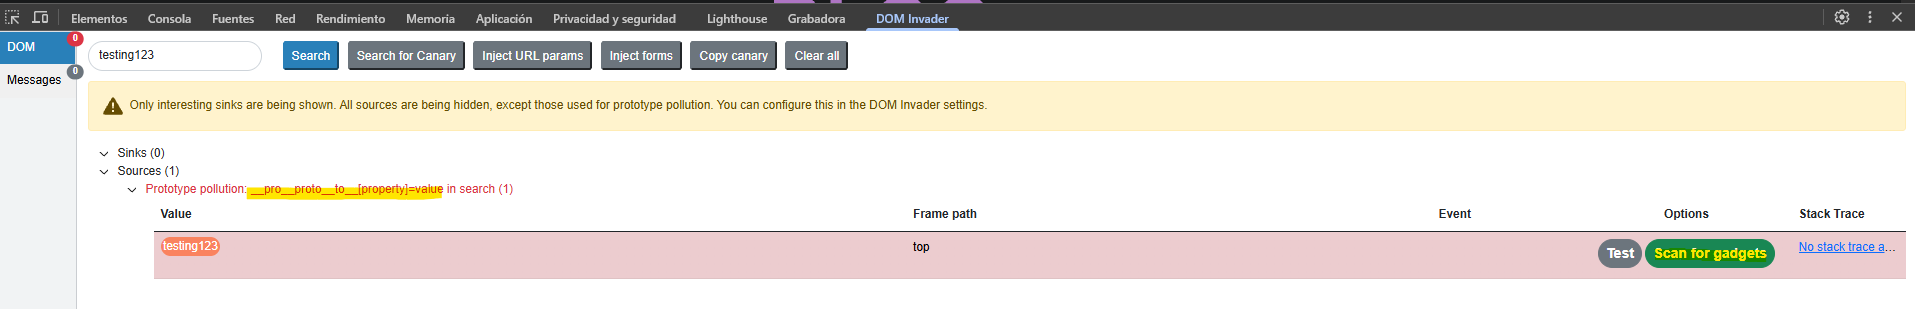 Elementos Consola Fuentes Red Rendimiento Memoria Aplicación Privacidad y seguridad Lighthouse Grabadora DOM Invader
DOM 0
Messages 0
testing123 Search Search for Canary Inject URL params Inject forms Copy canary Clear all
Only interesting sinks are being shown. All sources are being hidden, except those used for prototype pollution. You can configure this in the DOM Invader settings.
Sinks (0)
Sources (1)
Prototype pollution: __pro__proto__to__[property]=value in search (1)
Value Frame path Event Options Stack Trace
testing123 top Test Scan for gadgets No stack trace a...